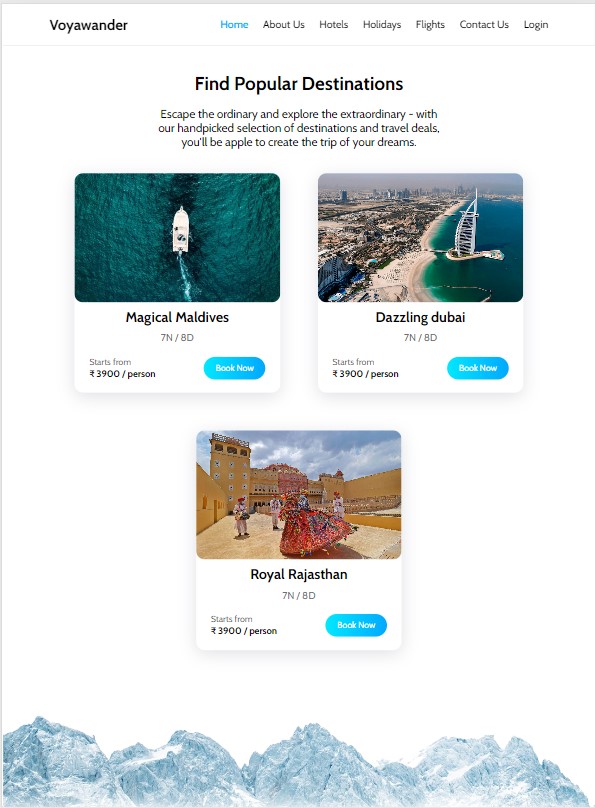 Voyawander Home About Us Hotels Holidays Flights Contact Us Login
Find Popular Destinations
Escape the ordinary and explore the extraordinary - with
our handpicked selection of destinations and travel deals,
you'll be apple to create the trip of your dreams.
Magical Maldives
7N / 8D
Starts from
₹ 3900 / person
Book Now
Dazzling dubai
7N / 8D
Starts from
₹ 3900 / person
Book Now
Royal Rajasthan
7N / 8D
Starts from
₹ 3900 / person
Book Now